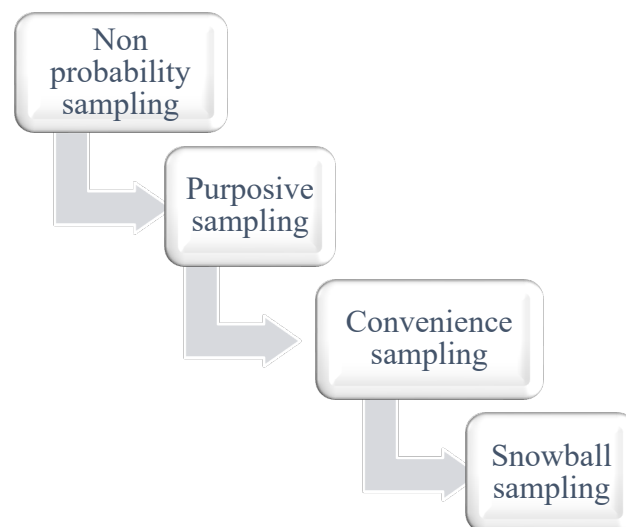 Non
probability
sampling
Purposive
sampling
Convenience
sampling
Snowball
sampling